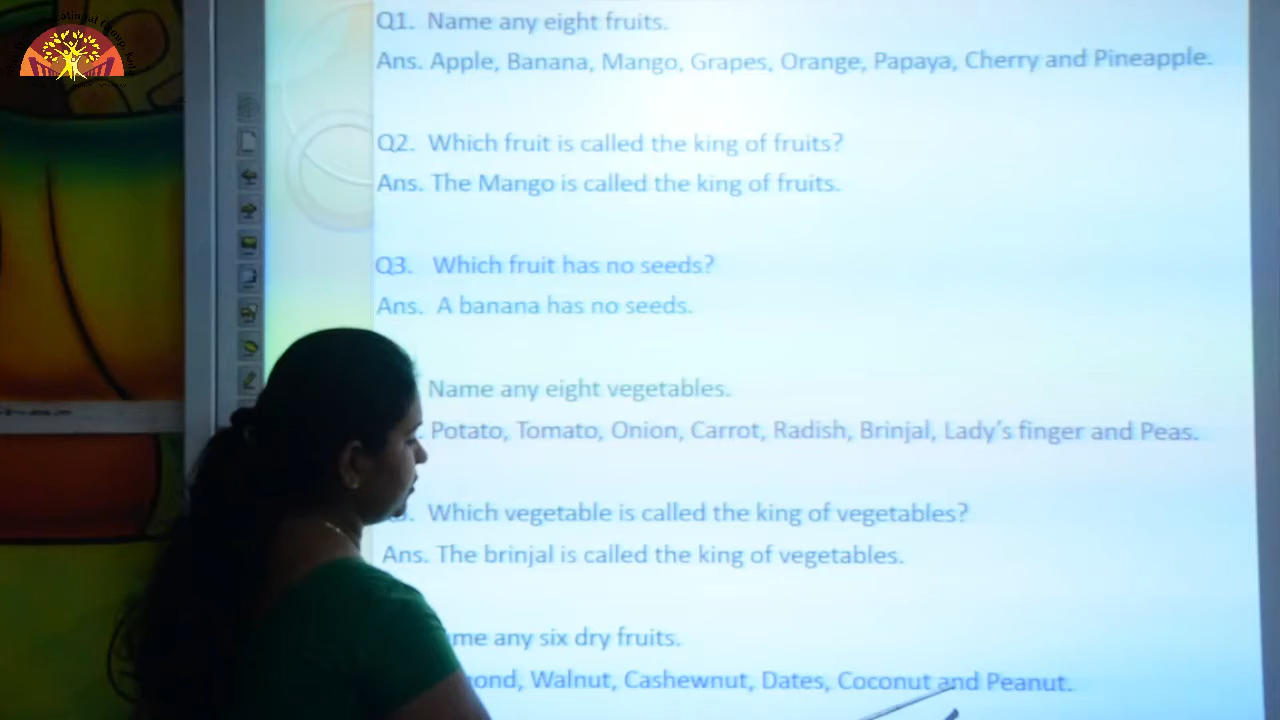 Q1. Name any eight fruits.
Ans. Apple, Banana, Mango, Grapes, Orange, Papaya, Cherry and Pineapple.
Q2. Which fruit is called the king of fruits?
Ans. The Mango is called the king of fruits.
Q3. Which fruit has no seeds?
Ans. A banana has no seeds.
Name any eight vegetables.
Potato, Tomato, Onion, Carrot, Radish, Brinjal, Lady's finger and Peas.
Which vegetable is called the king of vegetables?
Ans. The brinjal is called the king of vegetables.
any six dry fruits.
Walnut, Cashewnut, Dates, Coconut and Peanut.